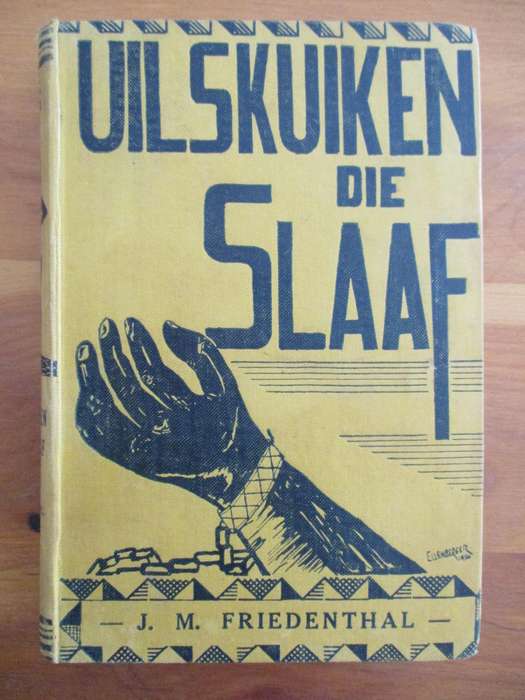 UILSKUIKEN
DIE
SLAAF
ELLENBERGER
— J. M. FRIEDENTHAL —